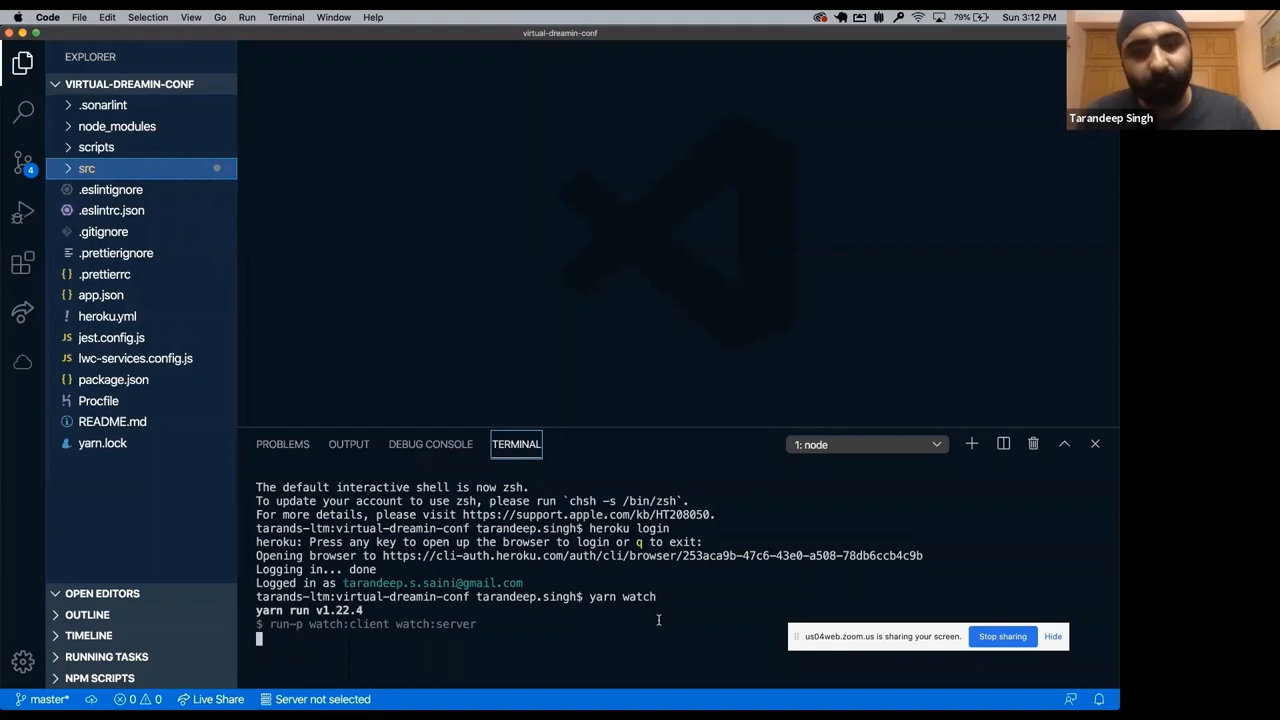 Code File Edit Selection View Go Run Terminal Window Help
79% Sun 3:12 PM
virtual-dreamin-conf
EXPLORER
VIRTUAL-DREAMIN-CONF
.sonarlint
node_modules
scripts
src
4
.eslintignore
.eslintrc.json
.gitignore
.prettierignore
{} .prettierrc
{} app.json
! heroku.yml
JS jest.config.js
JS lwc-services.config.js
{} package.json
Procfile
README.md
yarn.lock
OPEN EDITORS
OUTLINE
TIMELINE
RUNNING TASKS
NPM SCRIPTS
Tarandeep Singh
PROBLEMS OUTPUT DEBUG CONSOLE TERMINAL 1: node
The default interactive shell is now zsh.
To update your account to use zsh, please run `chsh -s /bin/zsh`.
For more details, please visit https://support.apple.com/kb/HT208050.
tarands-ltm:virtual-dreamin-conf tarandeep.singh$ heroku login
heroku: Press any key to open up the browser to login or q to exit:
Opening browser to https://cli-auth.heroku.com/auth/cli/browser/253aca9b-47c6-43e0-a508-78db6ccb4c9b
Logging in... done
Logged in as tarandeep.s.saini@gmail.com
tarands-ltm:virtual-dreamin-conf tarandeep.singh$ yarn watch
yarn run v1.22.4
$ run-p watch:client watch:server
us04web.zoom.us is sharing your screen. Stop sharing Hide
master* 0 0 Live Share Server not selected